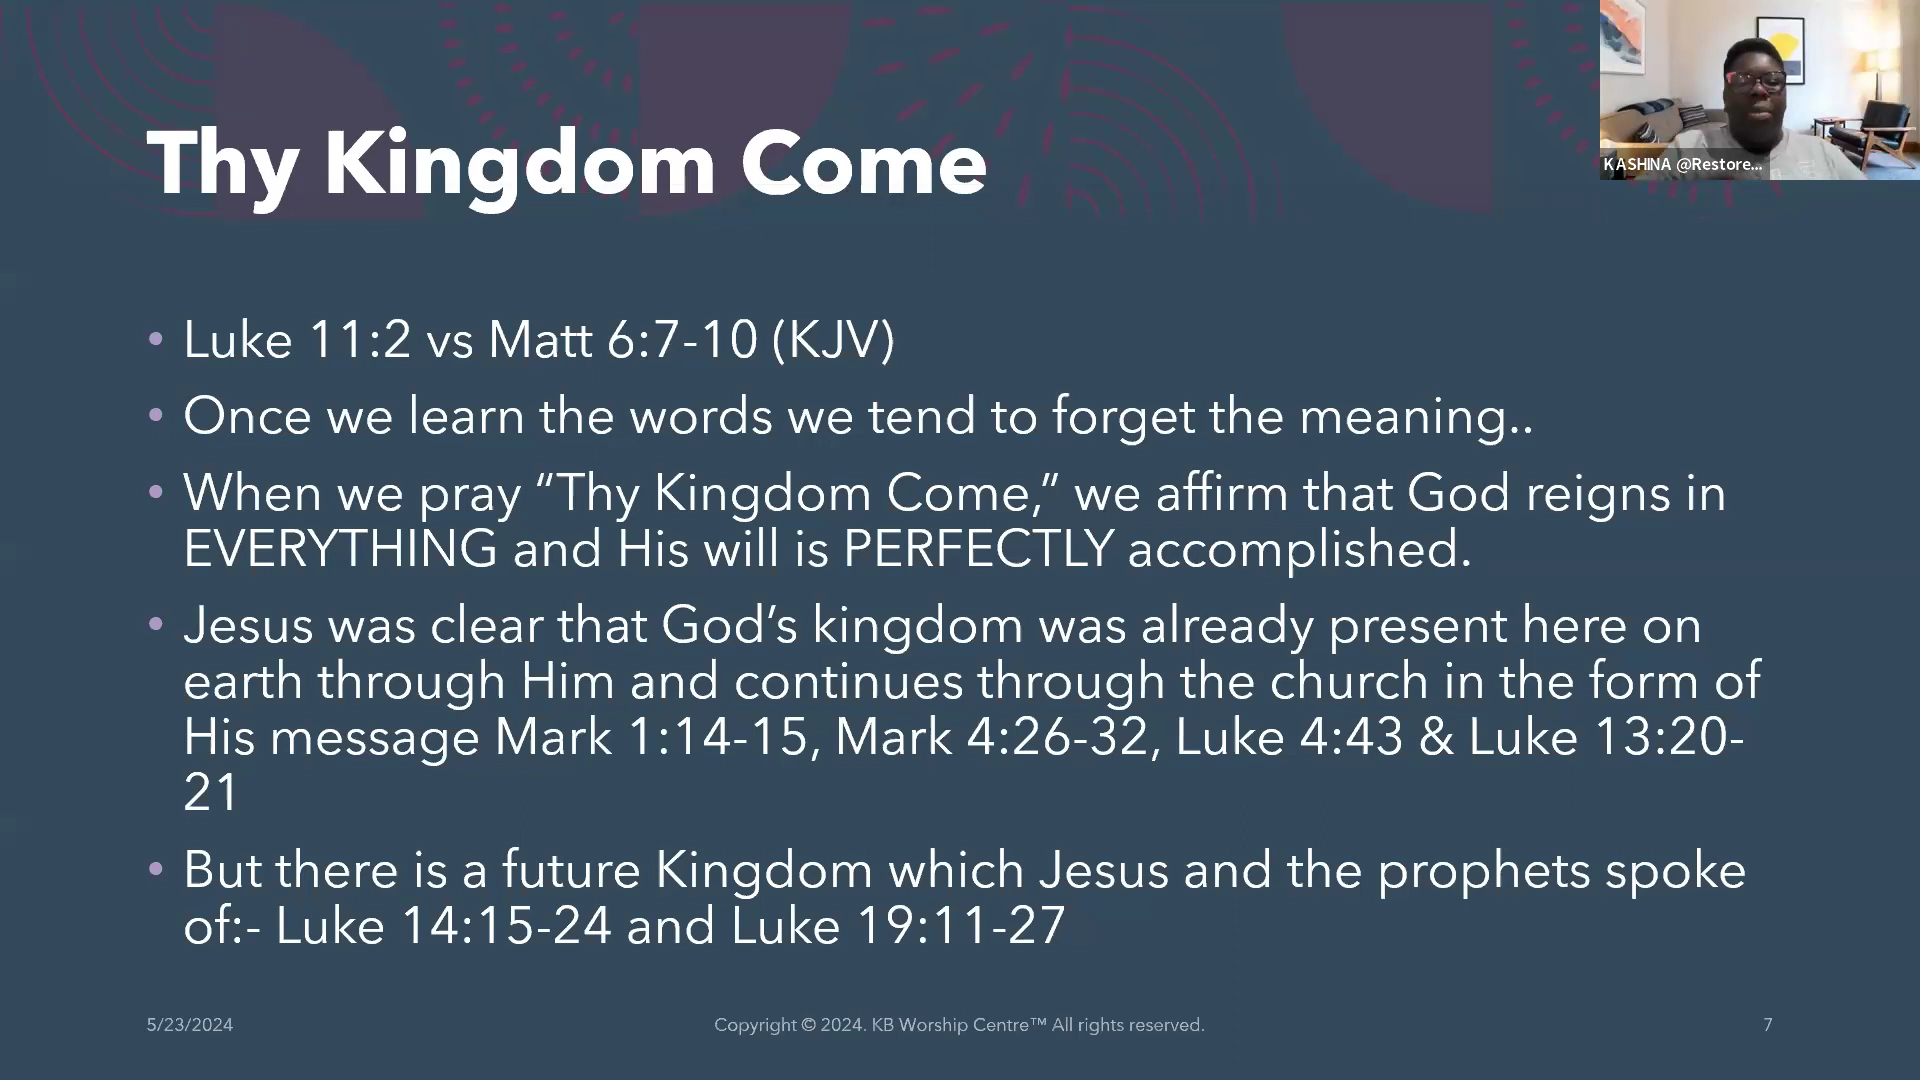 Thy Kingdom Come
KASHINA @Restore...
• Luke 11:2 vs Matt 6:7-10 (KJV)
• Once we learn the words we tend to forget the meaning..
• When we pray “Thy Kingdom Come,” we affirm that God reigns in
EVERYTHING and His will is PERFECTLY accomplished.
• Jesus was clear that God’s kingdom was already present here on
earth through Him and continues through the church in the form of
His message Mark 1:14-15, Mark 4:26-32, Luke 4:43 & Luke 13:20-
21
• But there is a future Kingdom which Jesus and the prophets spoke
of:- Luke 14:15-24 and Luke 19:11-27
5/23/2024
Copyright © 2024. KB Worship Centre™ All rights reserved.
7